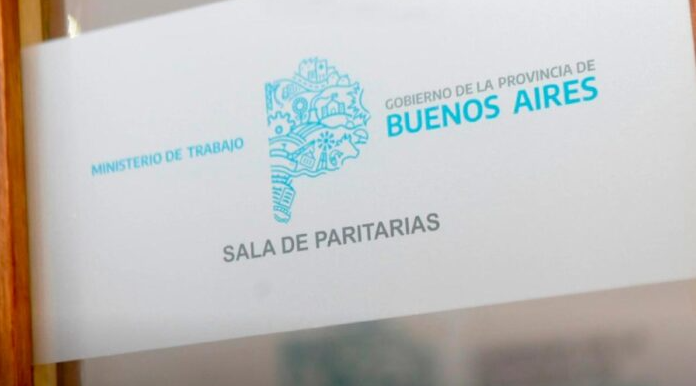 MINISTERIO DE TRABAJO
GOBIERNO DE LA PROVINCIA DE
BUENOS AIRES
SALA DE PARITARIAS